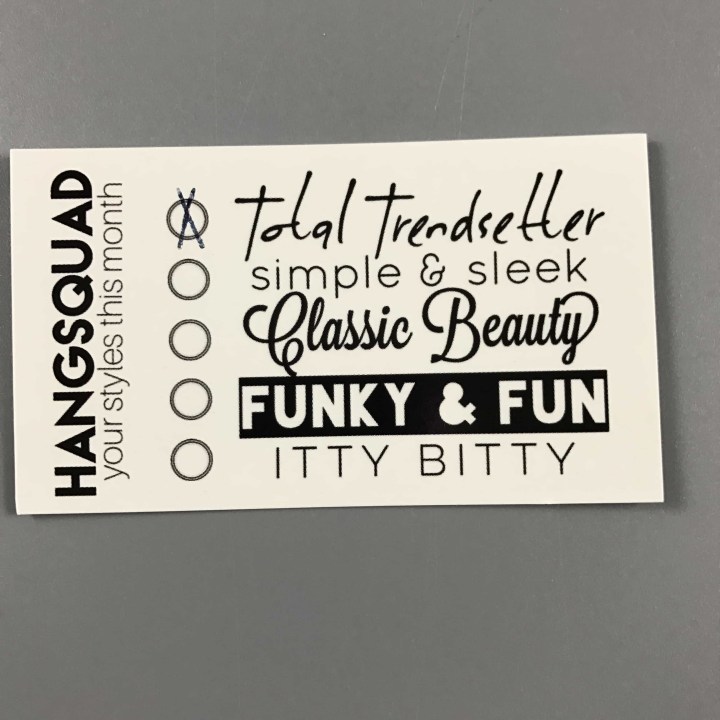 HANGSQUAD
your styles this month
Total Trendsetter
simple & sleek
Classic Beauty
FUNKY & FUN
ITTY BITTY